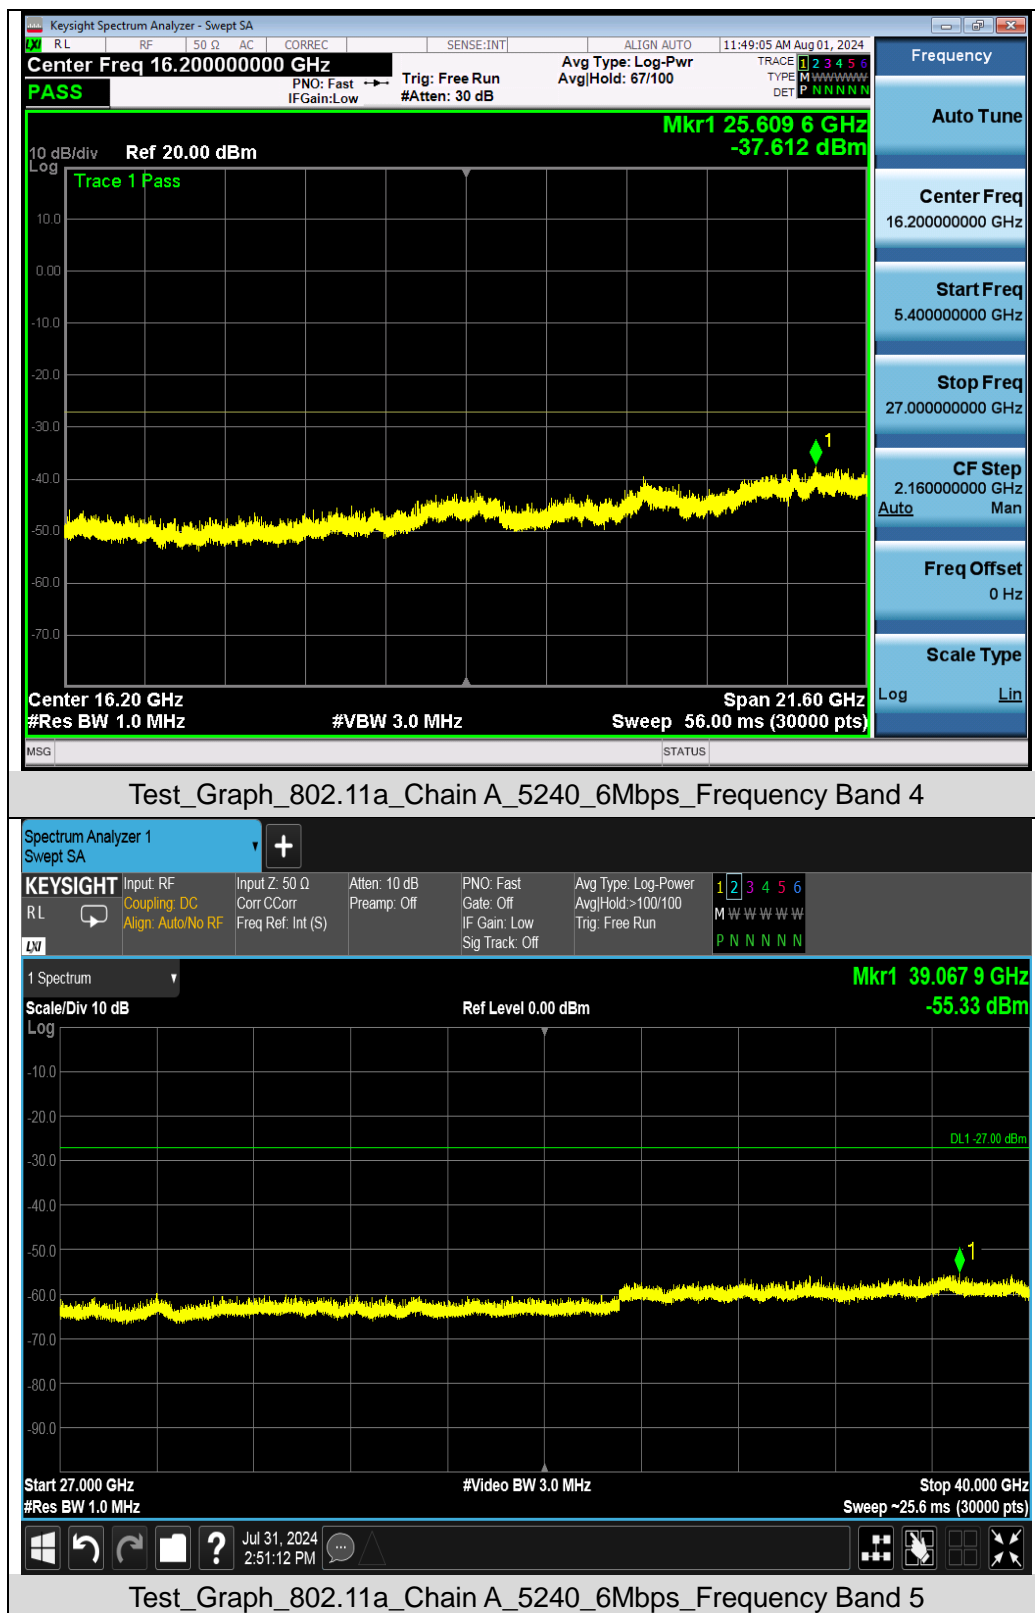 Keysight Spectrum Analyzer - Swept SA
LXI RL RF 50 Ω AC CORREC SENSE:INT ALIGN AUTO 11:49:05 AM Aug 01, 2024
Center Freq 16.200000000 GHz
PASS
PNO: Fast
IFGain:Low
Trig: Free Run
#Atten: 30 dB
Avg Type: Log-Pwr
Avg|Hold: 67/100
TRACE 1 2 3 4 5 6
TYPE M W W W W W
DET P N N N N N
Mkr1 25.609 6 GHz
-37.612 dBm
10 dB/div Ref 20.00 dBm
Log
Trace 1 Pass
10.0
0.00
-10.0
-20.0
-30.0
-40.0
-50.0
-60.0
-70.0
1
Center 16.20 GHz Span 21.60 GHz
#Res BW 1.0 MHz #VBW 3.0 MHz Sweep 56.00 ms (30000 pts)
MSG STATUS
Frequency
Auto Tune
Center Freq
16.200000000 GHz
Start Freq
5.400000000 GHz
Stop Freq
27.000000000 GHz
CF Step
2.160000000 GHz
Auto Man
Freq Offset
0 Hz
Scale Type
Log Lin
Test_Graph_802.11a_Chain A_5240_6Mbps_Frequency Band 4
Spectrum Analyzer 1
Swept SA
+
KEYSIGHT
RL
LXI
Input: RF
Coupling: DC
Align: Auto/No RF
Input Z: 50 Ω
Corr CCorr
Freq Ref: Int (S)
Atten: 10 dB
Preamp: Off
PNO: Fast
Gate: Off
IF Gain: Low
Sig Track: Off
Avg Type: Log-Power
Avg|Hold:>100/100
Trig: Free Run
1 2 3 4 5 6
M W W W W W
P N N N N N
1 Spectrum
Mkr1 39.067 9 GHz
-55.33 dBm
Scale/Div 10 dB Ref Level 0.00 dBm
Log
-10.0
-20.0
DL1 -27.00 dBm
-30.0
-40.0
-50.0
1
-60.0
-70.0
-80.0
-90.0
Start 27.000 GHz #Video BW 3.0 MHz Stop 40.000 GHz
#Res BW 1.0 MHz Sweep ~25.6 ms (30000 pts)
?
Jul 31, 2024
2:51:12 PM
Test_Graph_802.11a_Chain A_5240_6Mbps_Frequency Band 5